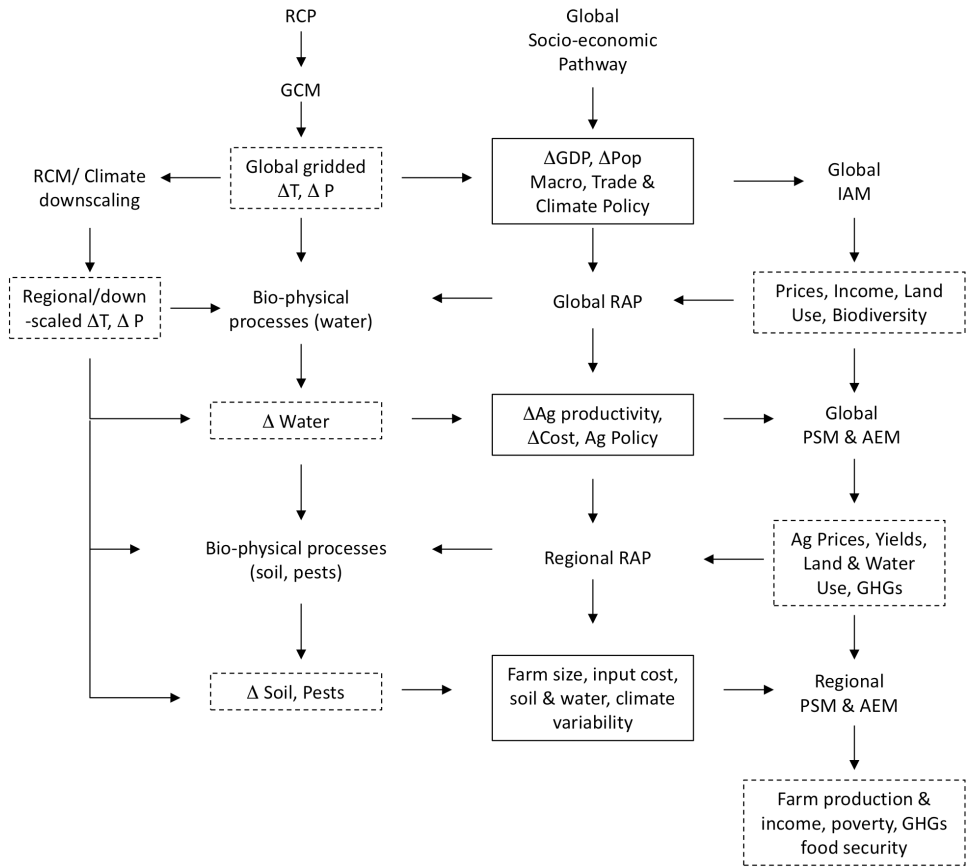 RCP
Global
Socio-economic
Pathway
GCM
RCM/ Climate
downscaling
Global gridded
ΔT, Δ P
ΔGDP, ΔPop
Macro, Trade &
Climate Policy
Global
IAM
Regional/down
-scaled ΔT, Δ P
Bio-physical
processes (water)
Global RAP
Prices, Income, Land
Use, Biodiversity
Δ Water
ΔAg productivity,
ΔCost, Ag Policy
Global
PSM & AEM
Bio-physical processes
(soil, pests)
Regional RAP
Ag Prices, Yields,
Land & Water
Use, GHGs
Δ Soil, Pests
Farm size, input cost,
soil & water, climate
variability
Regional
PSM & AEM
Farm production &
income, poverty, GHGs
food security